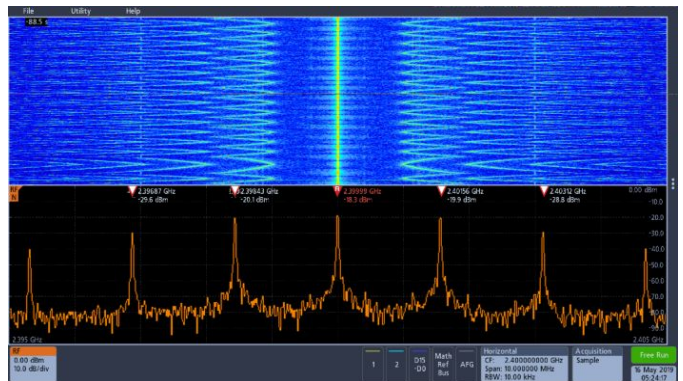 File Utility Help
-88.5 s
2.39687 GHz
-29.6 dBm
2.39843 GHz
-20.1 dBm
2.39999 GHz
-18.3 dBm
2.40156 GHz
-19.9 dBm
2.40312 GHz
-28.8 dBm
0.00 dBm
-10.0
-20.0
-30.0
-40.0
-50.0
-60.0
-70.0
-80.0
-90.0
2.395 GHz
2.405 GHz
RF
0.00 dBm
10.0 dB/div
1
2
D15
-D0
Math
Ref
Bus
AFG
Horizontal
CF: 2.400000000 GHz
Span: 10.000000 MHz
RBW: 10.00 kHz
Acquisition
Sample
Free Run
16 May 2019
05:24:17